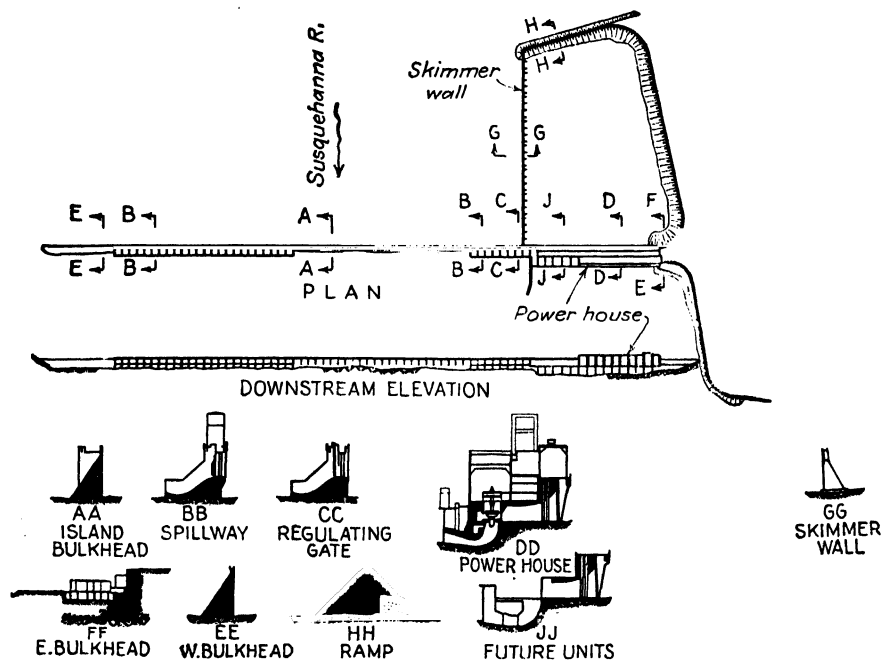 H
H
Skimmer
wall
Susquehanna R.
G G
E B A B C J D F
E B A B C J D E
PLAN
Power house
DOWNSTREAM ELEVATION
AA
ISLAND
BULKHEAD
BB
SPILLWAY
CC
REGULATING
GATE
DD
POWER HOUSE
GG
SKIMMER
WALL
FF
E. BULKHEAD
EE
W. BULKHEAD
HH
RAMP
JJ
FUTURE UNITS